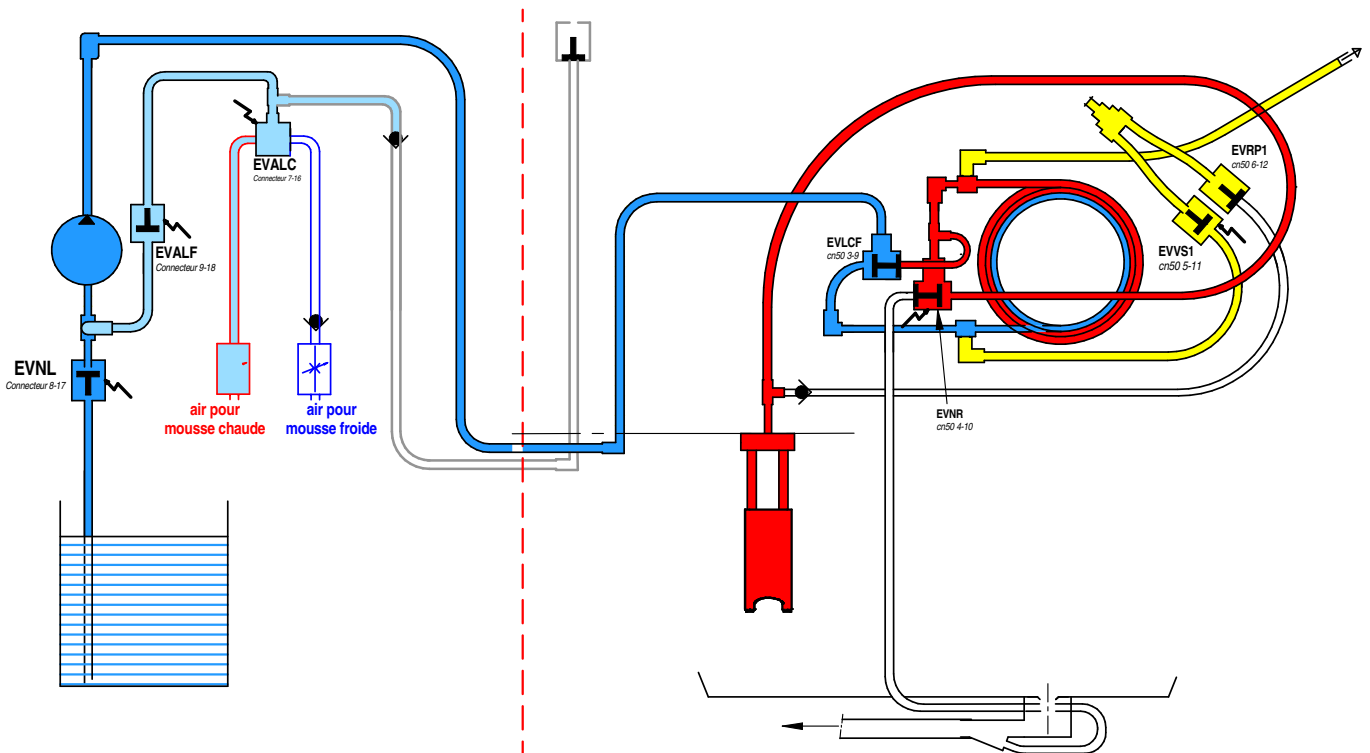 EVALC
Connecteur 7-16
EVALF
Connecteur 9-18
EVNL
Connecteur 8-17
air pour
mousse chaude
air pour
mousse froide
EVRP1
cn50 6-12
EVLCF
cn50 3-9
EVVS1
cn50 5-11
EVNR
cn50 4-10